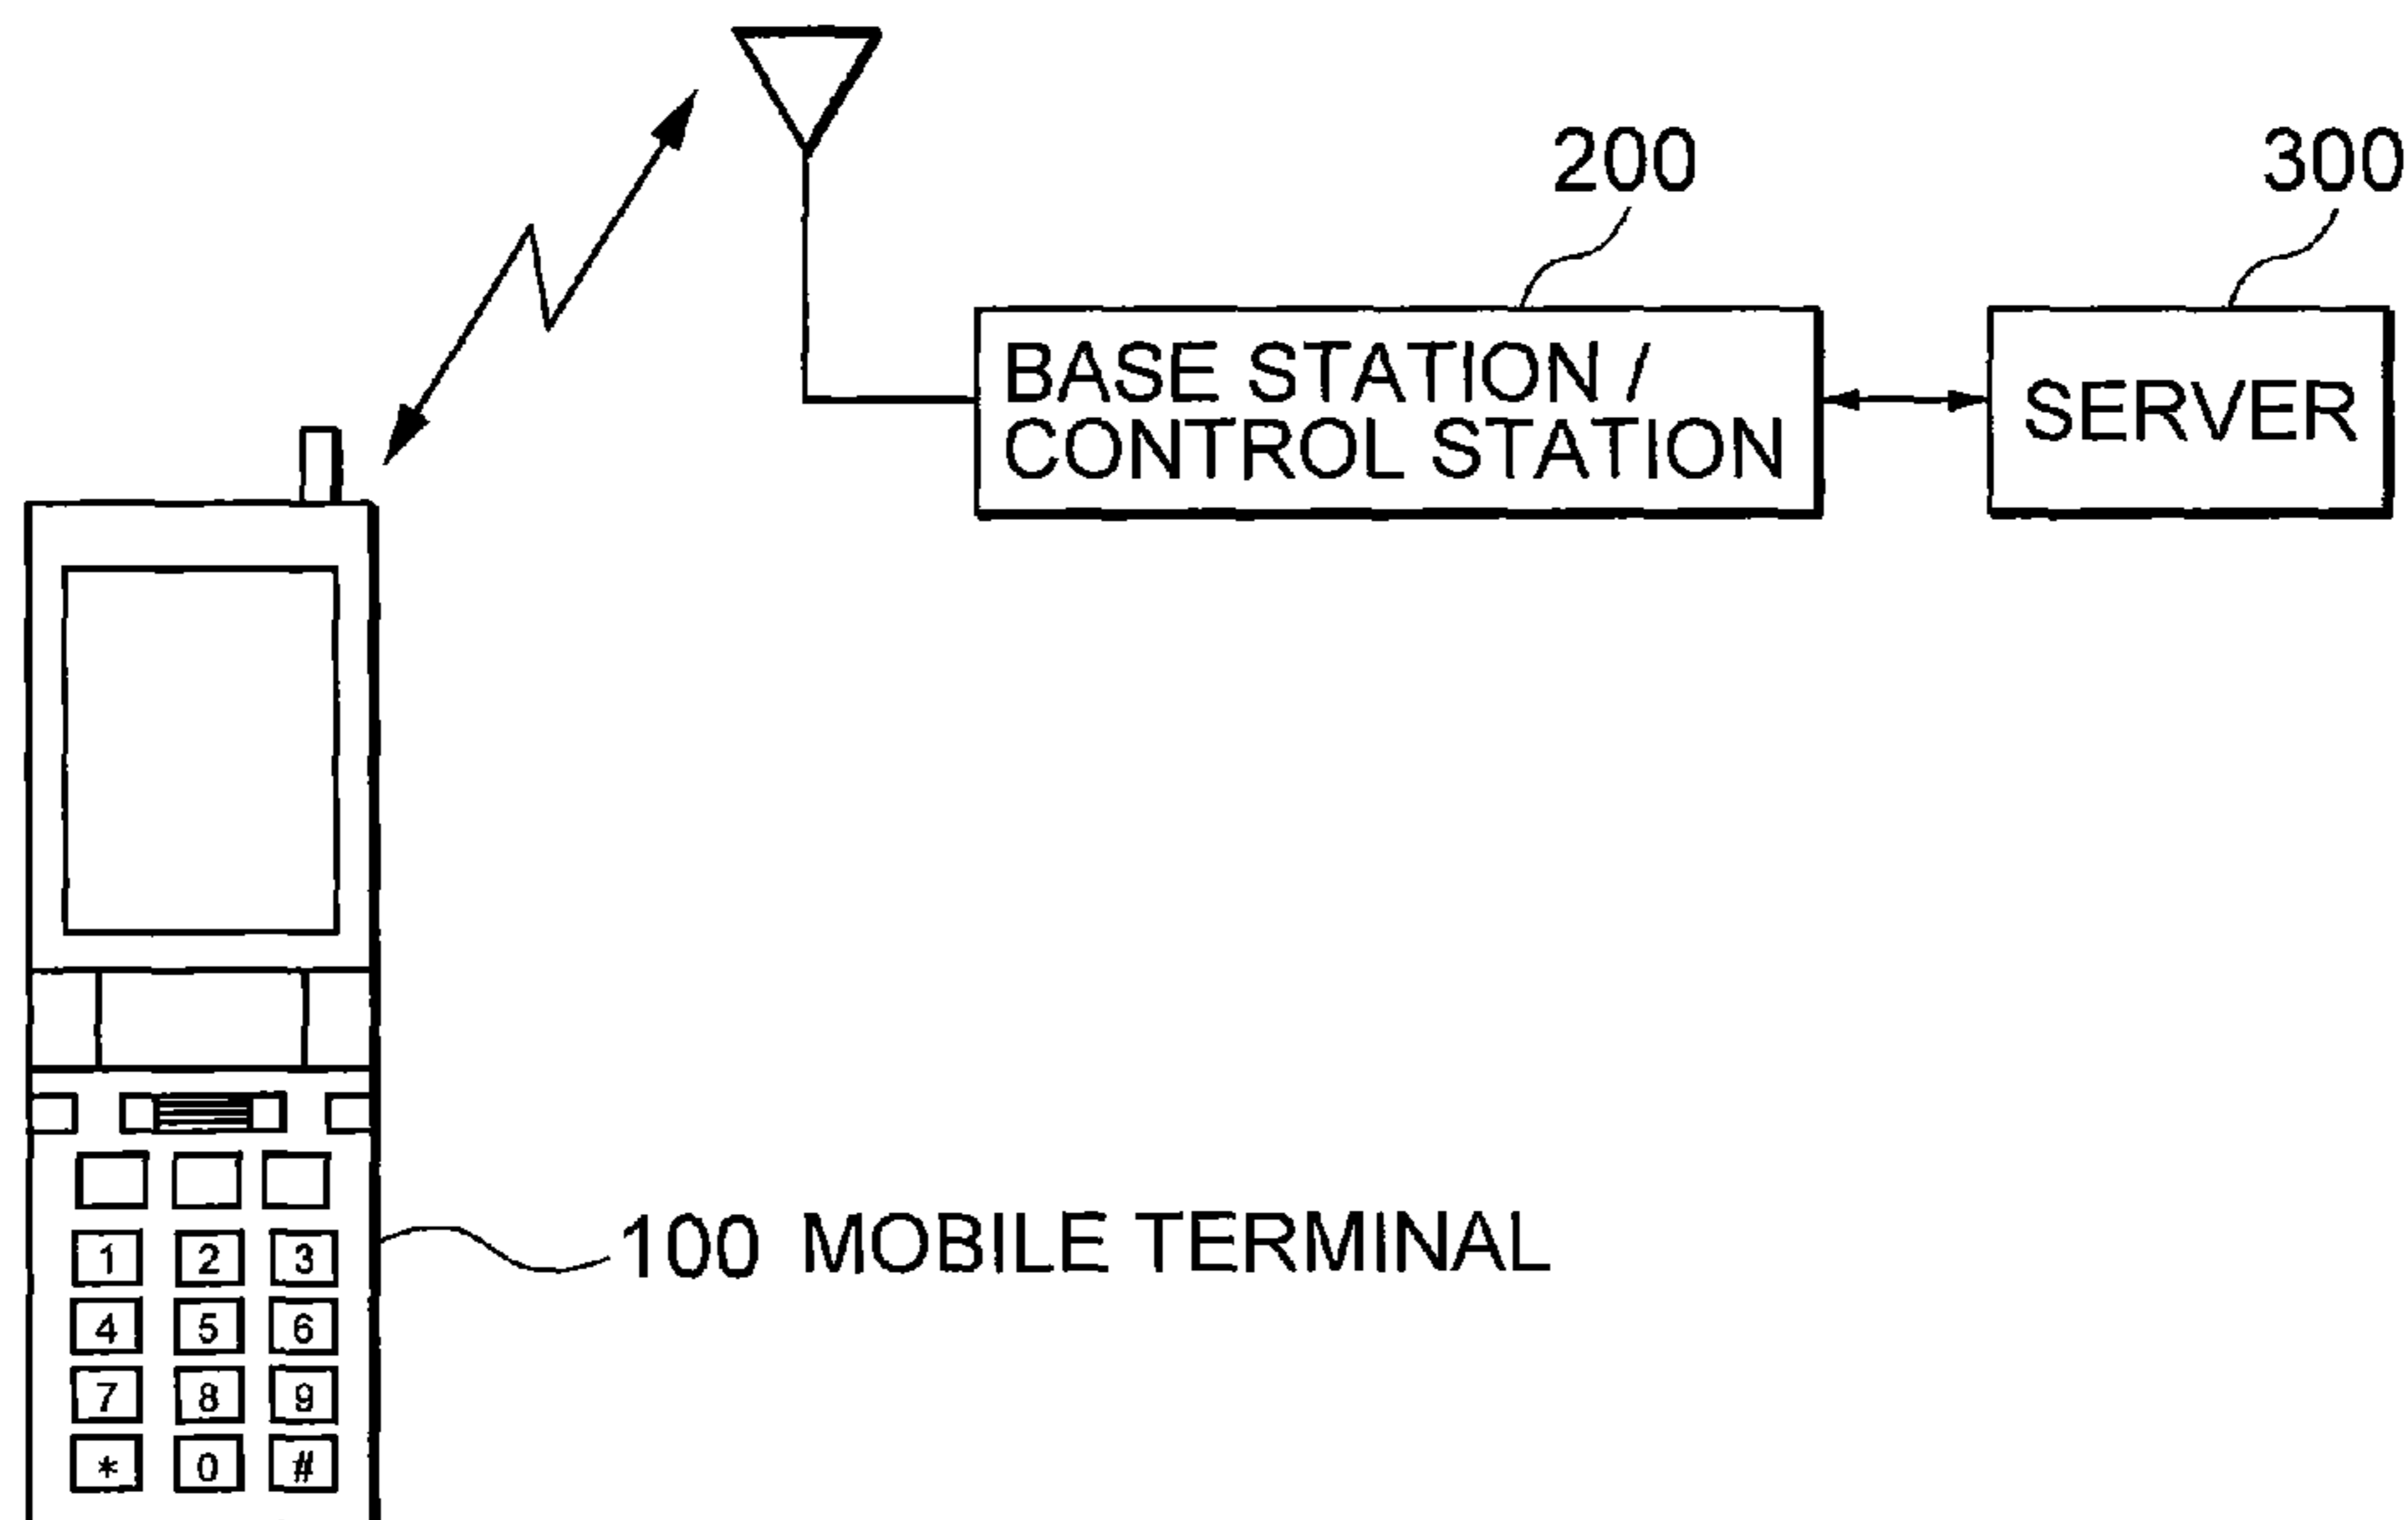 200
300
BASE STATION /
CONTROL STATION
SERVER
100 MOBILE TERMINAL
1 2 3
4 5 6
7 8 9
* 0 #